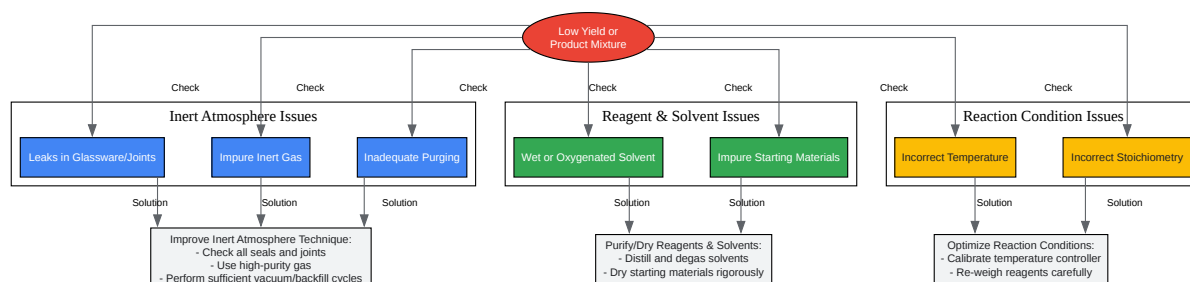 Low Yield or
Product Mixture
Check Check Check Check Check Check Check
Inert Atmosphere Issues
Reagent & Solvent Issues
Reaction Condition Issues
Leaks in Glassware/Joints
Impure Inert Gas
Inadequate Purging
Wet or Oxygenated Solvent
Impure Starting Materials
Incorrect Temperature
Incorrect Stoichiometry
Solution Solution Solution Solution Solution Solution Solution
Improve Inert Atmosphere Technique:
- Check all seals and joints
- Use high-purity gas
- Perform sufficient vacuum/backfill cycles
Purify/Dry Reagents & Solvents:
- Distill and degas solvents
- Dry starting materials rigorously
Optimize Reaction Conditions:
- Calibrate temperature controller
- Re-weigh reagents carefully